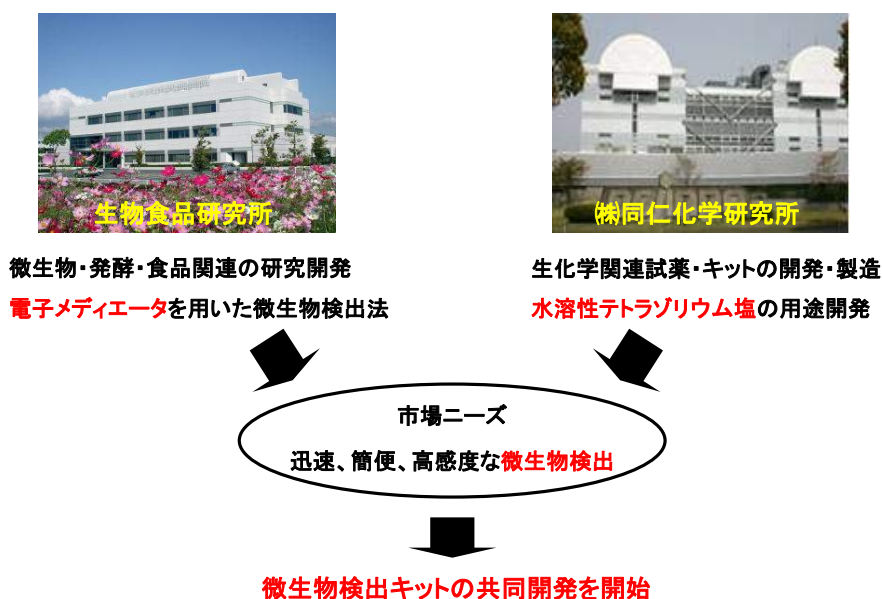 生物食品研究所
㈱同仁化学研究所
微生物・発酵・食品関連の研究開発
電子メディエータを用いた微生物検出法
生化学関連試薬・キットの開発・製造
水溶性テトラゾリウム塩の用途開発
市場ニーズ
迅速、簡便、高感度な微生物検出
微生物検出キットの共同開発を開始